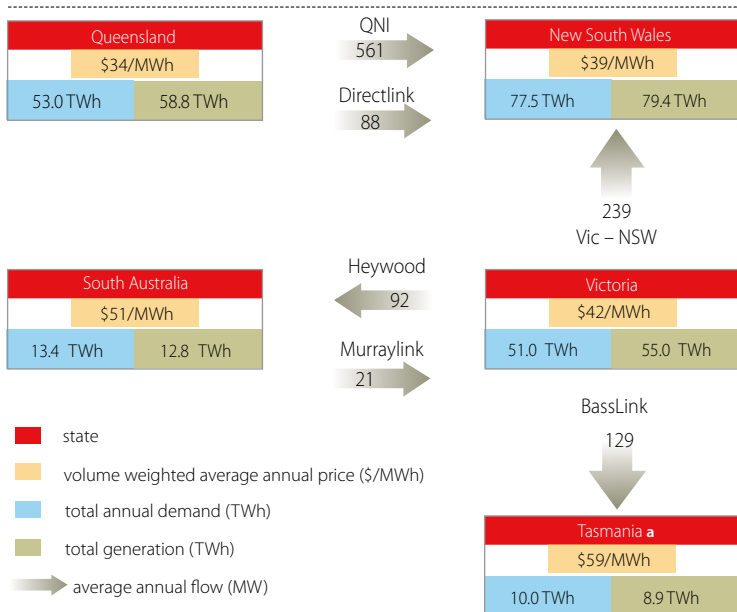 Queensland
$34/MWh
53.0 TWh 58.8 TWh
QNI
561
Directlink
88
New South Wales
$39/MWh
77.5 TWh 79.4 TWh
239
Vic – NSW
South Australia
$51/MWh
13.4 TWh 12.8 TWh
Heywood
92
Murraylink
21
Victoria
$42/MWh
51.0 TWh 55.0 TWh
BassLink
129
Tasmania a
$59/MWh
10.0 TWh 8.9 TWh
state
volume weighted average annual price ($/MWh)
total annual demand (TWh)
total generation (TWh)
average annual flow (MW)